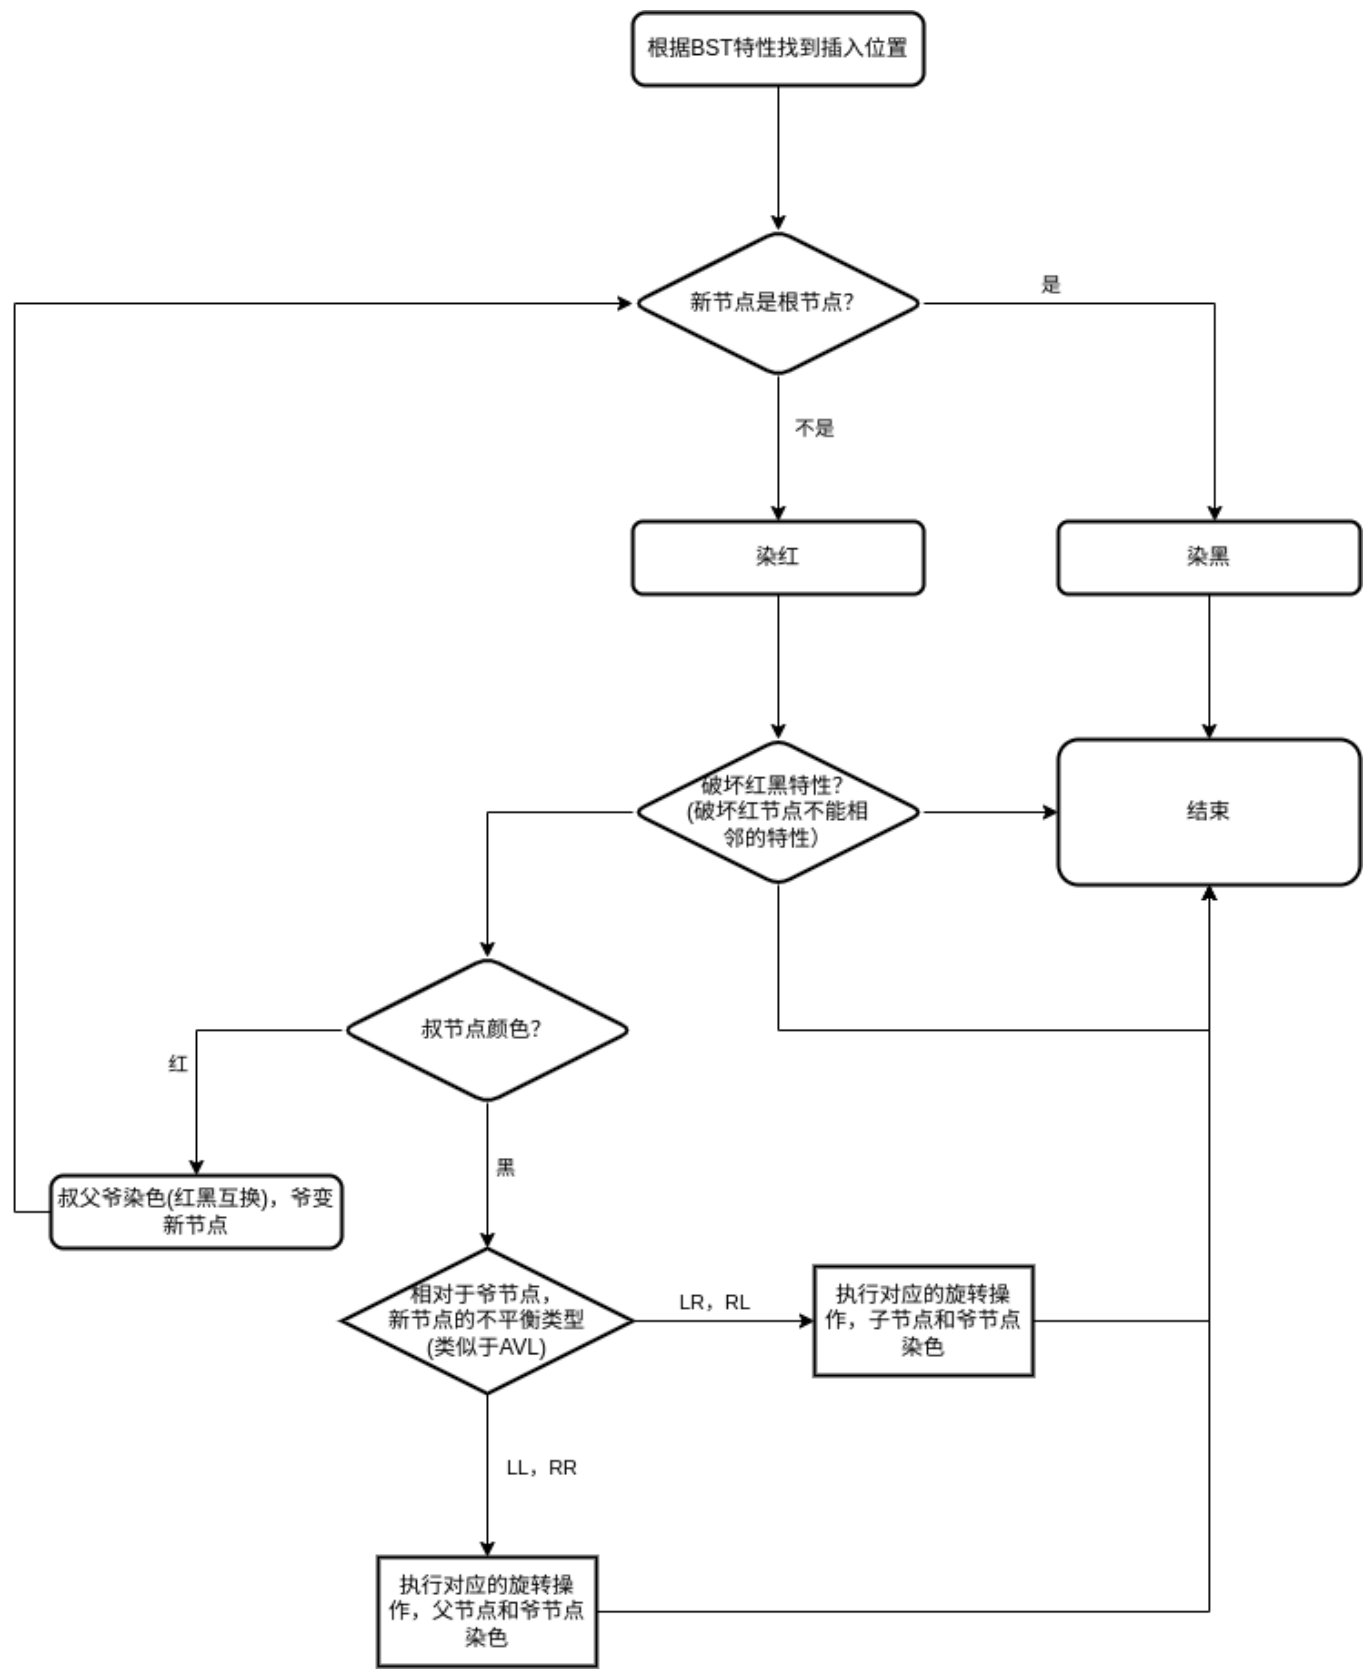 根据BST特性找到插入位置
新节点是根节点？
是
不是
染红
染黑
破坏红黑特性？
(破坏红节点不能相
邻的特性）
结束
叔节点颜色？
红
黑
叔父爷染色(红黑互换)，爷变
新节点
相对于爷节点，
新节点的不平衡类型
(类似于AVL)
LR，RL
执行对应的旋转操
作，子节点和爷节点
染色
LL，RR
执行对应的旋转操
作，父节点和爷节点
染色